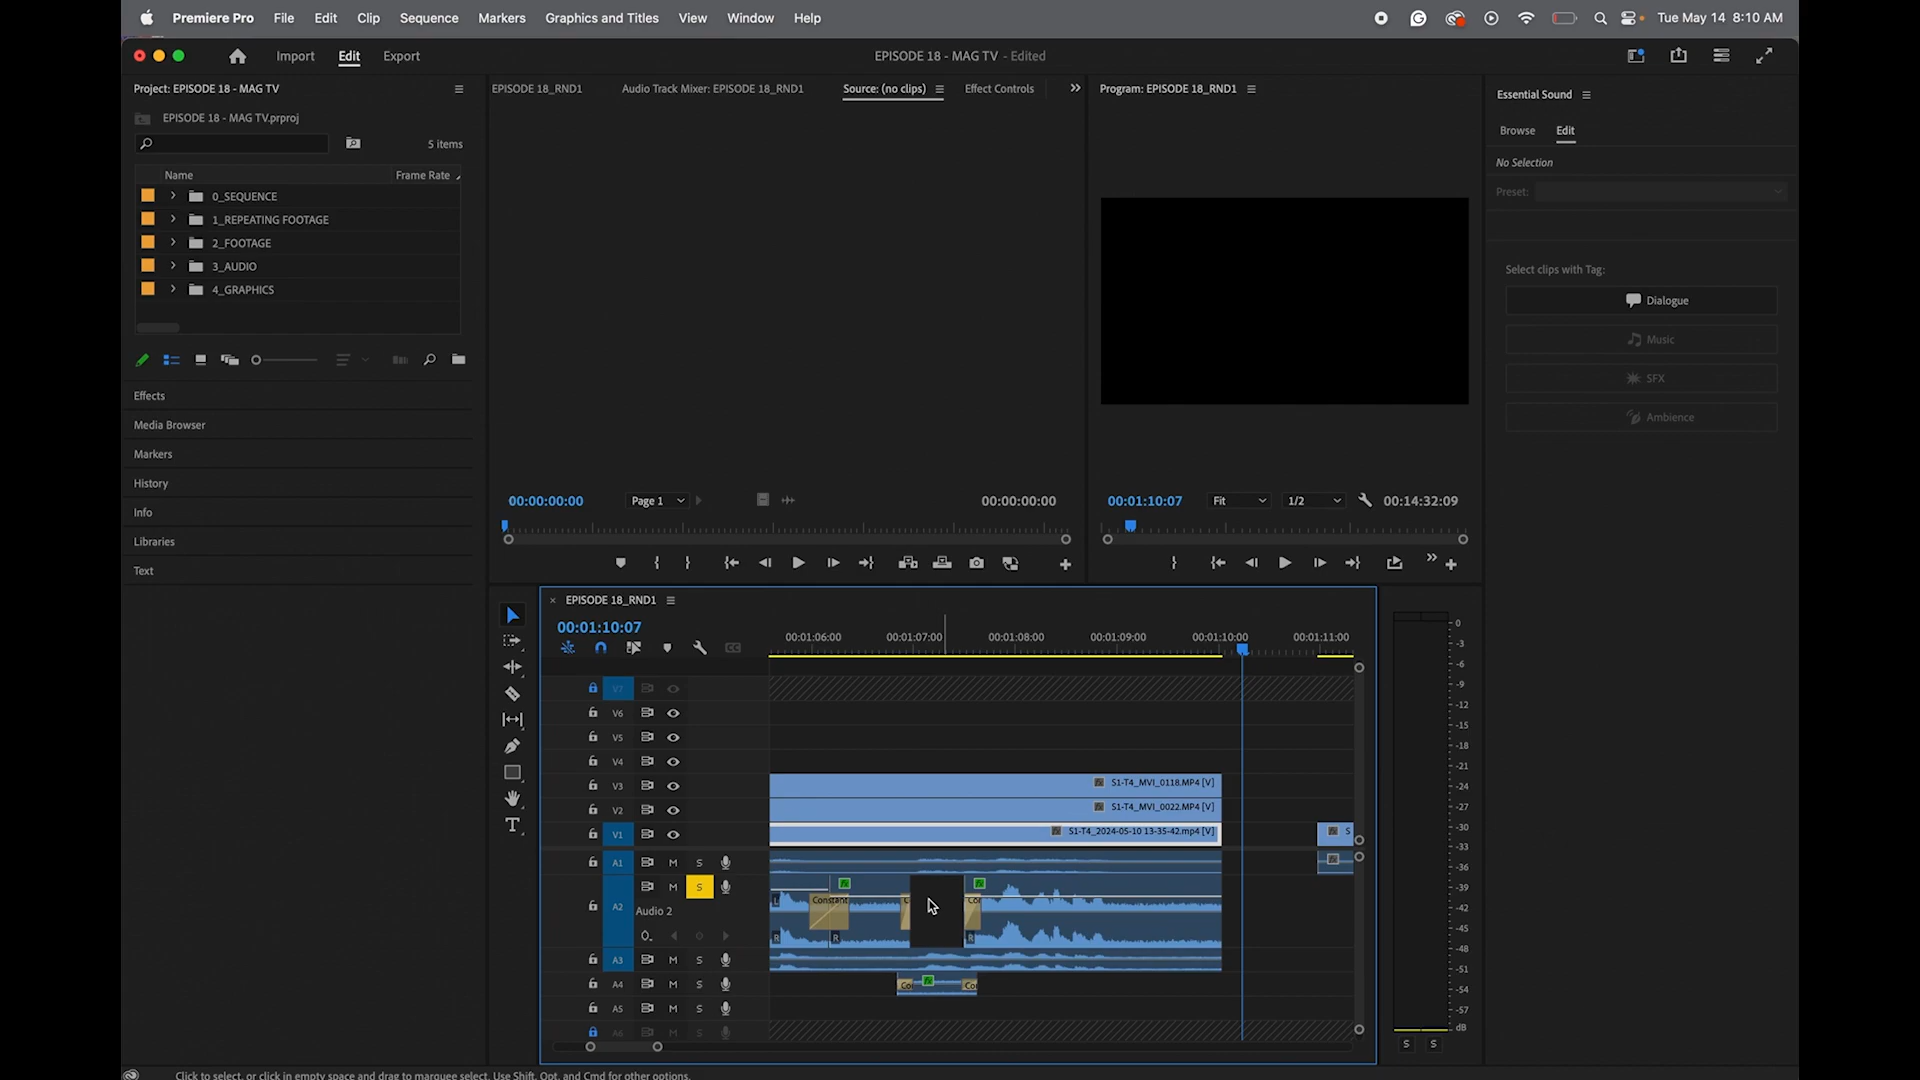 Premiere Pro File Edit Clip Sequence Markers Graphics and Titles View Window Help Tue May 14 8:10 AM
Import Edit Export EPISODE 18 - MAG TV - Edited
Project: EPISODE 18 - MAG TV
EPISODE 18 - MAG TV.prproj
5 items
Name Frame Rate
0_SEQUENCE
1_REPEATING FOOTAGE
2_FOOTAGE
3_AUDIO
4_GRAPHICS
Effects
Media Browser
Markers
History
Info
Libraries
Text
EPISODE 18_RND1 Audio Track Mixer: EPISODE 18_RND1 Source: (no clips) Effect Controls
00:00:00:00 Page 1 00:00:00:00
Program: EPISODE 18_RND1
00:01:10:07 Fit 1/2 00:14:32:09
Essential Sound
Browse Edit
No Selection
Preset:
Select clips with Tag:
Dialogue
Music
SFX
Ambience
× EPISODE 18_RND1
00:01:10:07
00:01:06:00 00:01:07:00 00:01:08:00 00:01:09:00 00:01:10:00 00:01:11:00
V7
V6
V5
V4
V3 fx S1-T4_MVI_0118.MP4 [V]
V2 fx S1-T4_MVI_0022.MP4 [V]
V1 fx S1-T4_2024-05-10 13-35-42.mp4 [V] fx S
A1 M S fx
A2 M S fx fx
Audio 2 L Constant C Con
R R R
A3 M S
A4 M S Co fx Co
A5 M S
A6 M S
0
-3
-6
-9
-12
-15
-18
-21
-24
-27
-30
-33
-36
-39
-42
-45
-48
-51
-54
-57
dB
S S
Click to select, or click in empty space and drag to marquee select. Use Shift, Opt, and Cmd for other options.